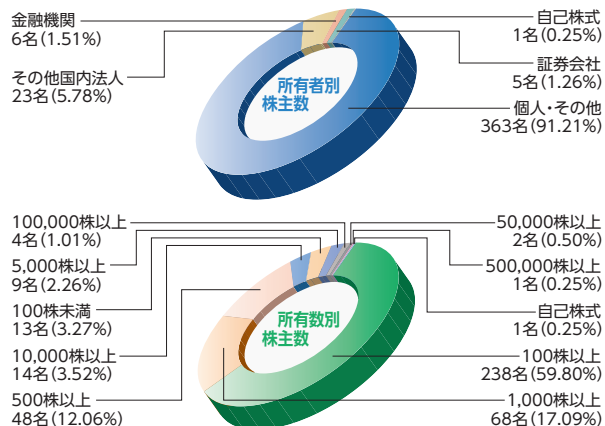 金融機関
6名(1.51%)
その他国内法人
23名(5.78%)
所有者別
株主数
自己株式
1名(0.25%)
証券会社
5名(1.26%)
個人・その他
363名(91.21%)
100,000株以上
4名(1.01%)
5,000株以上
9名(2.26%)
100株未満
13名(3.27%)
10,000株以上
14名(3.52%)
500株以上
48名(12.06%)
所有数別
株主数
50,000株以上
2名(0.50%)
500,000株以上
1名(0.25%)
自己株式
1名(0.25%)
100株以上
238名(59.80%)
1,000株以上
68名(17.09%)